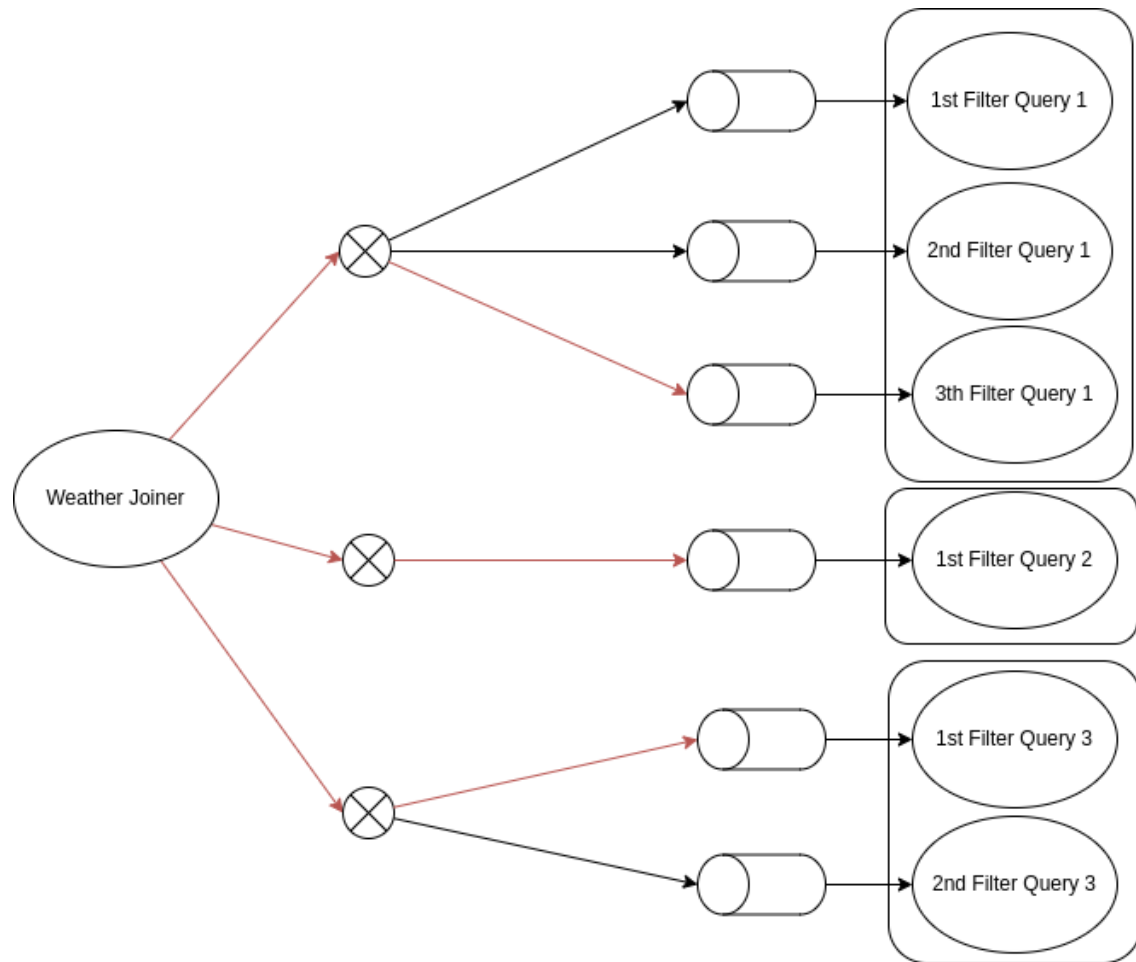 1st Filter Query 1
2nd Filter Query 1
3th Filter Query 1
Weather Joiner
1st Filter Query 2
1st Filter Query 3
2nd Filter Query 3